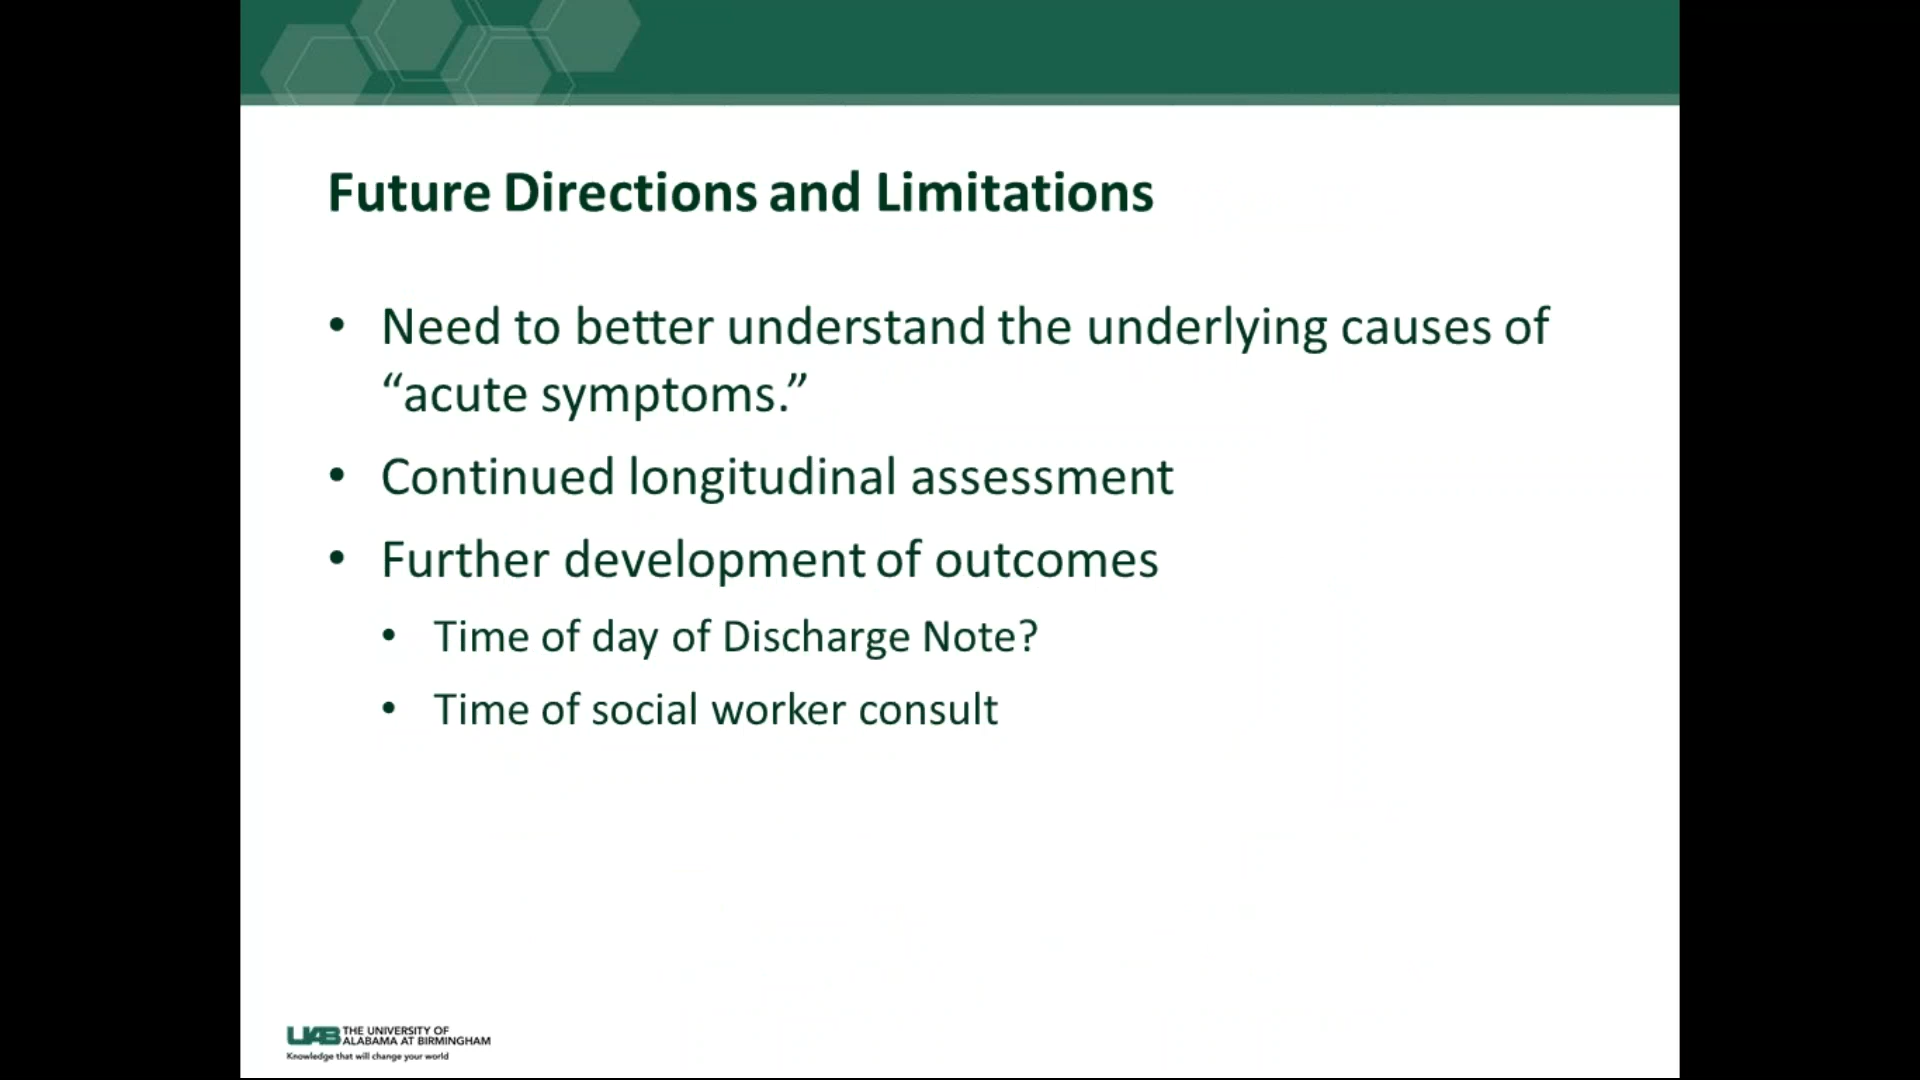 Future Directions and Limitations
• Need to better understand the underlying causes of
“acute symptoms.”
• Continued longitudinal assessment
• Further development of outcomes
• Time of day of Discharge Note?
• Time of social worker consult
UAB THE UNIVERSITY OF
ALABAMA AT BIRMINGHAM
Knowledge that will change your world